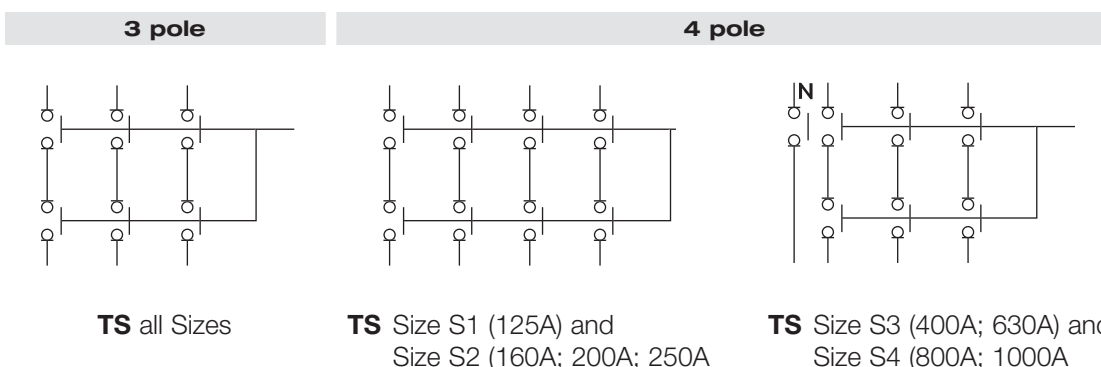 3 pole
4 pole
N
TS all Sizes
TS Size S1 (125A) and
Size S2 (160A; 200A; 250A
TS Size S3 (400A; 630A) and
Size S4 (800A; 1000A